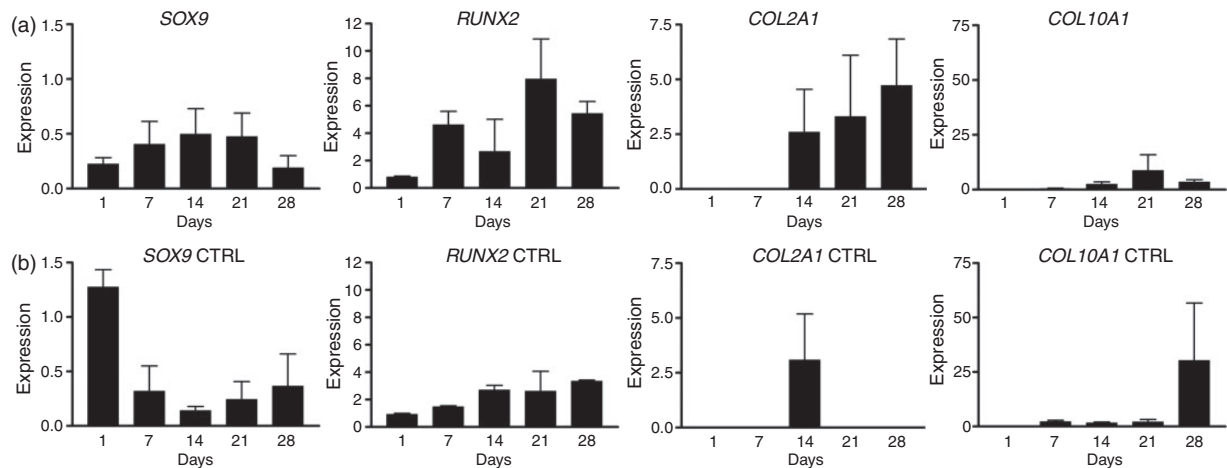 (a)
SOX9
Expression
1.5
1.0
0.5
0.0
1 7 14 21 28
Days
RUNX2
Expression
12
10
8
6
4
2
0
1 7 14 21 28
Days
COL2A1
Expression
7.5
5.0
2.5
0.0
1 7 14 21 28
Days
COL10A1
Expression
75
50
25
0
1 7 14 21 28
Days
(b)
SOX9 CTRL
Expression
1.5
1.0
0.5
0.0
1 7 14 21 28
Days
RUNX2 CTRL
Expression
12
10
8
6
4
2
0
1 7 14 21 28
Days
COL2A1 CTRL
Expression
7.5
5.0
2.5
0.0
1 7 14 21 28
Days
COL10A1 CTRL
Expression
75
50
25
0
1 7 14 21 28
Days